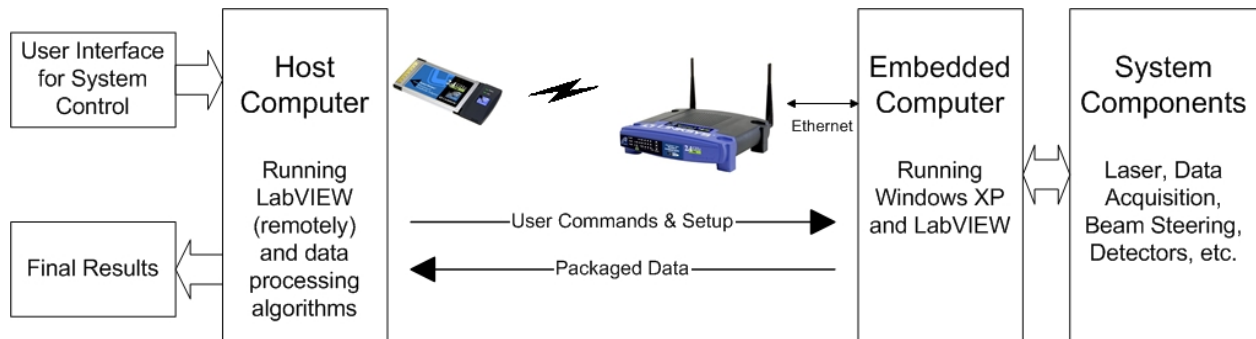 User Interface
for System
Control
Final Results
Host
Computer
Running
LabVIEW
(remotely)
and data
processing
algorithms
LINKSYS
Ethernet
User Commands & Setup
Packaged Data
Embedded
Computer
Running
Windows XP
and LabVIEW
System
Components
Laser, Data
Acquisition,
Beam Steering,
Detectors, etc.